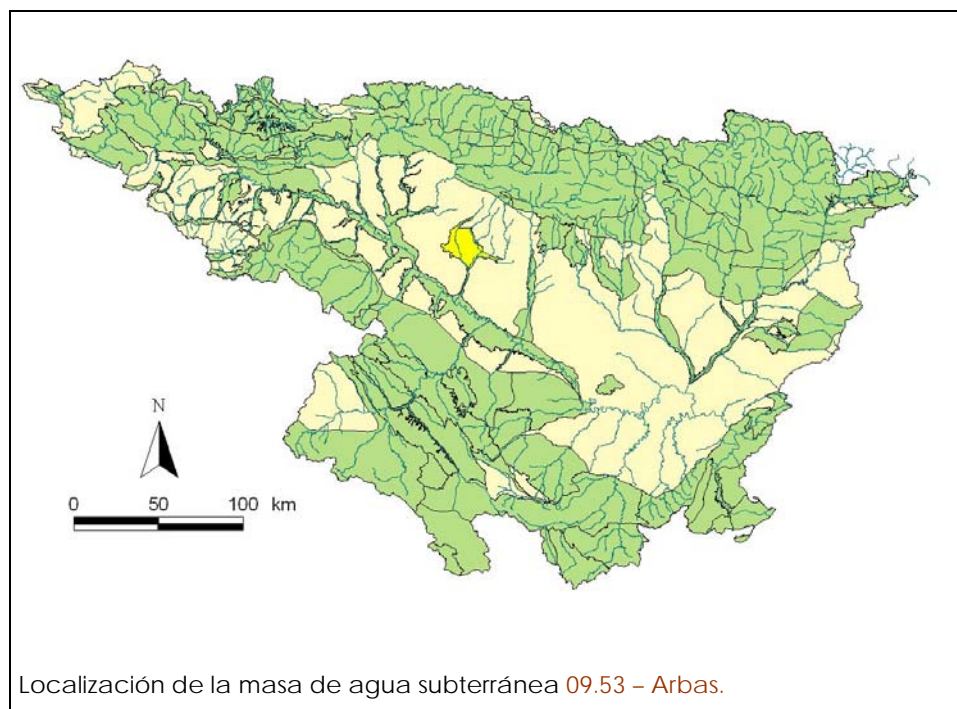 N
0 50 100 km
Localización de la masa de agua subterránea 09.53 – Arbas.